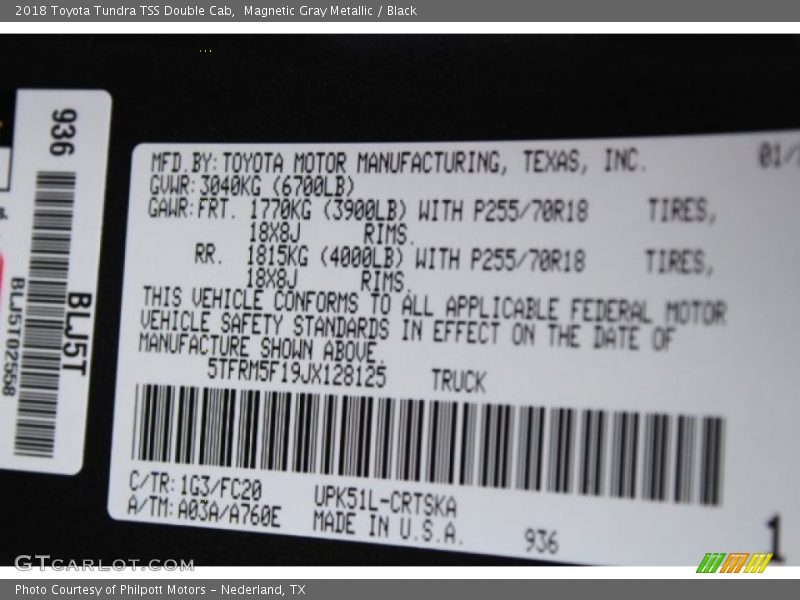 2018 Toyota Tundra TSS Double Cab,  Magnetic Gray Metallic / Black
936
BLJ5T
BLJ5T02558
MFD.BY:TOYOTA MOTOR MANUFACTURING, TEXAS, INC.
01/
GVWR:3040KG (6700LB)
GAWR:FRT. 1770KG (3900LB) WITH P255/70R18 TIRES,
18X8J RIMS.
RR. 1815KG (4000LB) WITH P255/70R18 TIRES,
18X8J RIMS.
THIS VEHICLE CONFORMS TO ALL APPLICABLE FEDERAL MOTOR
VEHICLE SAFETY STANDARDS IN EFFECT ON THE DATE OF
MANUFACTURE SHOWN ABOVE.
5TFRM5F19JX128125 TRUCK
C/TR:1G3/FC20 UPK51L-CRTSKA
A/TM:A03A/A760E MADE IN U.S.A. 936
1
GTcarlot.com
Photo Courtesy of Philpott Motors - Nederland, TX